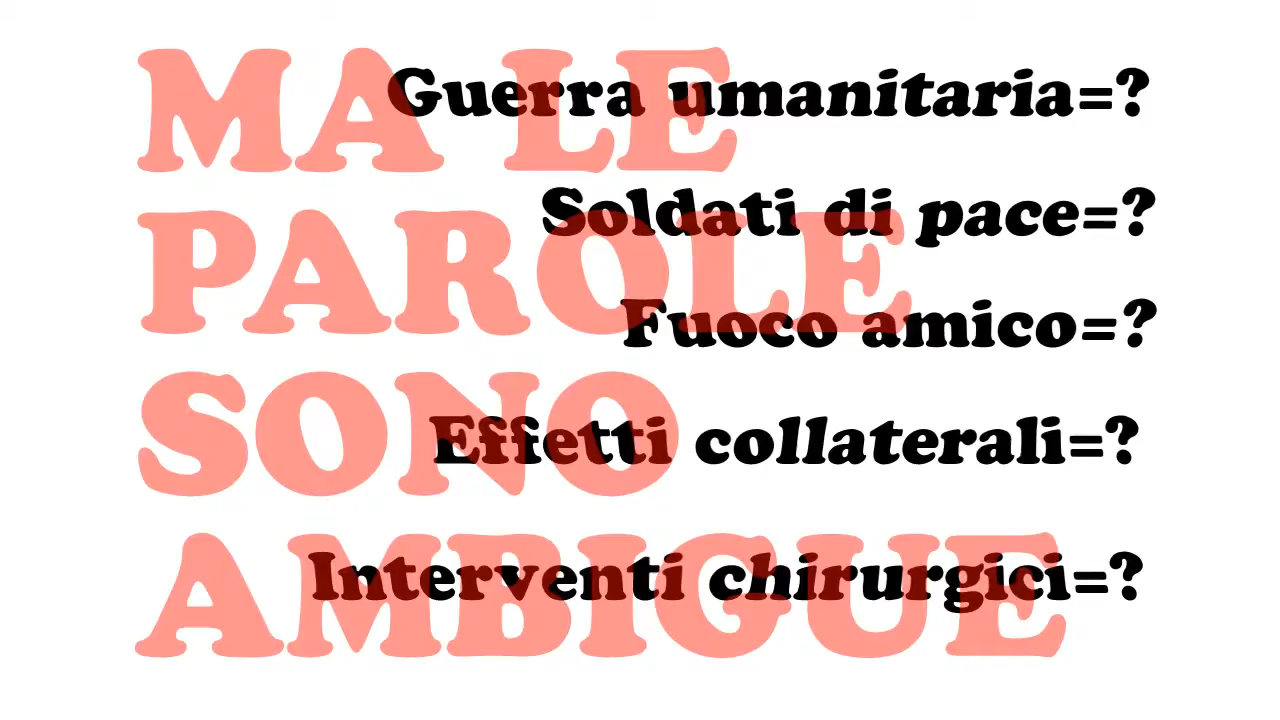 MA LE
PAROLE
SONO
AMBIGUE
Guerra umanitaria=?
Soldati di pace=?
Fuoco amico=?
Effetti collaterali=?
Interventi chirurgici=?